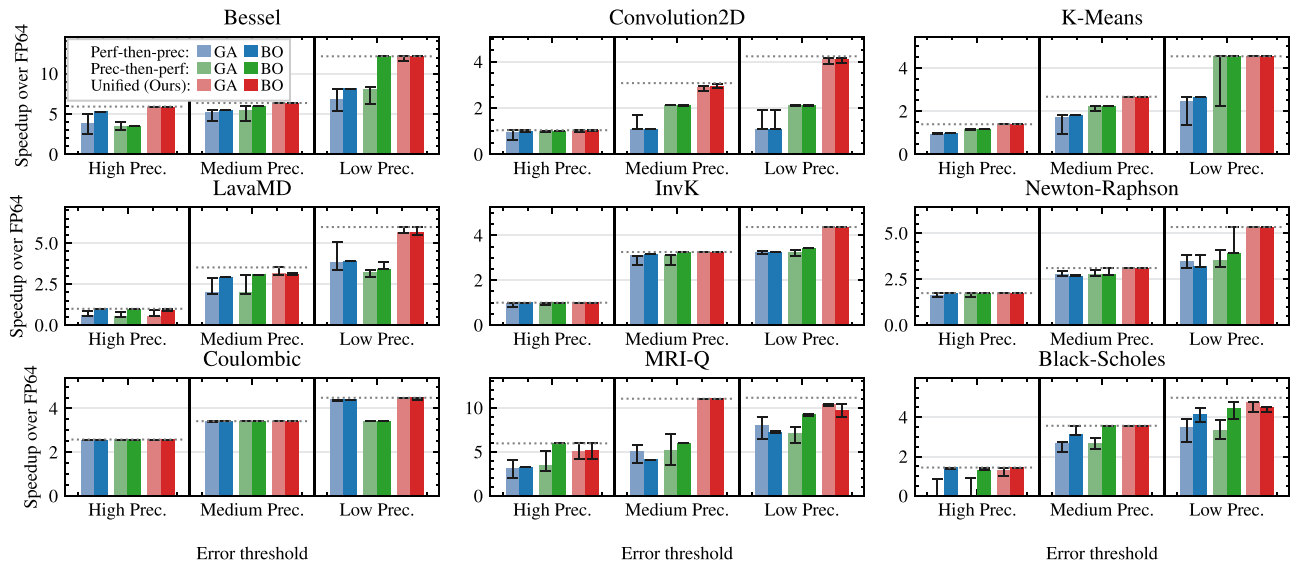 Bessel
Convolution2D
K-Means
Speedup over FP64
10
5
0
Perf-then-prec: GA BO
Prec-then-perf: GA BO
Unified (Ours): GA BO
4
2
0
4
2
0
High Prec. Medium Prec. Low Prec.
High Prec. Medium Prec. Low Prec.
High Prec. Medium Prec. Low Prec.
LavaMD
InvK
Newton-Raphson
Speedup over FP64
5.0
2.5
0.0
4
2
0
5.0
2.5
0.0
High Prec. Medium Prec. Low Prec.
High Prec. Medium Prec. Low Prec.
High Prec. Medium Prec. Low Prec.
Coulombic
MRI-Q
Black-Scholes
Speedup over FP64
4
2
0
10
5
0
4
2
0
High Prec. Medium Prec. Low Prec.
High Prec. Medium Prec. Low Prec.
High Prec. Medium Prec. Low Prec.
Error threshold
Error threshold
Error threshold